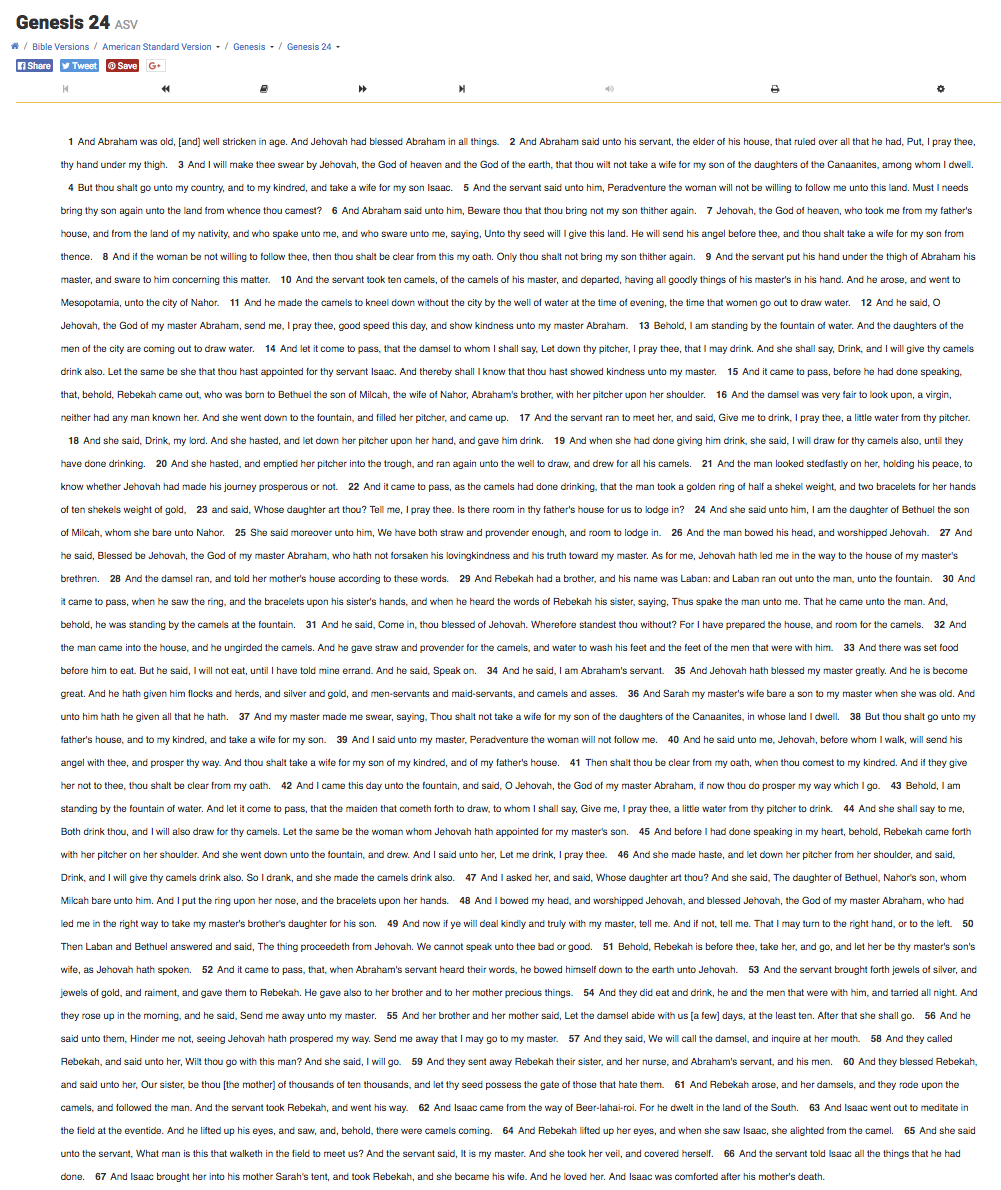 Genesis 24 ASV
/ Bible Versions / American Standard Version / Genesis / Genesis 24
Share Tweet Save G+
1 And Abraham was old, [and] well stricken in age. And Jehovah had blessed Abraham in all things. 2 And Abraham said unto his servant, the elder of his house, that ruled over all that he had, Put, I pray thee,
thy hand under my thigh. 3 And I will make thee swear by Jehovah, the God of heaven and the God of the earth, that thou wilt not take a wife for my son of the daughters of the Canaanites, among whom I dwell.
4 But thou shalt go unto my country, and to my kindred, and take a wife for my son Isaac. 5 And the servant said unto him, Peradventure the woman will not be willing to follow me unto this land. Must I needs
bring thy son again unto the land from whence thou camest? 6 And Abraham said unto him, Beware thou that thou bring not my son thither again. 7 Jehovah, the God of heaven, who took me from my father's
house, and from the land of my nativity, and who spake unto me, and who sware unto me, saying, Unto thy seed will I give this land. He will send his angel before thee, and thou shalt take a wife for my son from
thence. 8 And if the woman be not willing to follow thee, then thou shalt be clear from this my oath. Only thou shalt not bring my son thither again. 9 And the servant put his hand under the thigh of Abraham his
master, and sware to him concerning this matter. 10 And the servant took ten camels, of the camels of his master, and departed, having all goodly things of his master's in his hand. And he arose, and went to
Mesopotamia, unto the city of Nahor. 11 And he made the camels to kneel down without the city by the well of water at the time of evening, the time that women go out to draw water. 12 And he said, O
Jehovah, the God of my master Abraham, send me, I pray thee, good speed this day, and show kindness unto my master Abraham. 13 Behold, I am standing by the fountain of water. And the daughters of the
men of the city are coming out to draw water. 14 And let it come to pass, that the damsel to whom I shall say, Let down thy pitcher, I pray thee, that I may drink. And she shall say, Drink, and I will give thy camels
drink also. Let the same be she that thou hast appointed for thy servant Isaac. And thereby shall I know that thou hast showed kindness unto my master. 15 And it came to pass, before he had done speaking,
that, behold, Rebekah came out, who was born to Bethuel the son of Milcah, the wife of Nahor, Abraham's brother, with her pitcher upon her shoulder. 16 And the damsel was very fair to look upon, a virgin,
neither had any man known her. And she went down to the fountain, and filled her pitcher, and came up. 17 And the servant ran to meet her, and said, Give me to drink, I pray thee, a little water from thy pitcher.
18 And she said, Drink, my lord. And she hasted, and let down her pitcher upon her hand, and gave him drink. 19 And when she had done giving him drink, she said, I will draw for thy camels also, until they
have done drinking. 20 And she hasted, and emptied her pitcher into the trough, and ran again unto the well to draw, and drew for all his camels. 21 And the man looked stedfastly on her, holding his peace, to
know whether Jehovah had made his journey prosperous or not. 22 And it came to pass, as the camels had done drinking, that the man took a golden ring of half a shekel weight, and two bracelets for her hands
of ten shekels weight of gold, 23 and said, Whose daughter art thou? Tell me, I pray thee. Is there room in thy father's house for us to lodge in? 24 And she said unto him, I am the daughter of Bethuel the son
of Milcah, whom she bare unto Nahor. 25 She said moreover unto him, We have both straw and provender enough, and room to lodge in. 26 And the man bowed his head, and worshipped Jehovah. 27 And
he said, Blessed be Jehovah, the God of my master Abraham, who hath not forsaken his lovingkindness and his truth toward my master. As for me, Jehovah hath led me in the way to the house of my master's
brethren. 28 And the damsel ran, and told her mother's house according to these words. 29 And Rebekah had a brother, and his name was Laban: and Laban ran out unto the man, unto the fountain. 30 And
it came to pass, when he saw the ring, and the bracelets upon his sister's hands, and when he heard the words of Rebekah his sister, saying, Thus spake the man unto me. That he came unto the man. And,
behold, he was standing by the camels at the fountain. 31 And he said, Come in, thou blessed of Jehovah. Wherefore standest thou without? For I have prepared the house, and room for the camels. 32 And
the man came into the house, and he ungirded the camels. And he gave straw and provender for the camels, and water to wash his feet and the feet of the men that were with him. 33 And there was set food
before him to eat. But he said, I will not eat, until I have told mine errand. And he said, Speak on. 34 And he said, I am Abraham's servant. 35 And Jehovah hath blessed my master greatly. And he is become
great. And he hath given him flocks and herds, and silver and gold, and men-servants and maid-servants, and camels and asses. 36 And Sarah my master's wife bare a son to my master when she was old. And
unto him hath he given all that he hath. 37 And my master made me swear, saying, Thou shalt not take a wife for my son of the daughters of the Canaanites, in whose land I dwell. 38 But thou shalt go unto my
father's house, and to my kindred, and take a wife for my son. 39 And I said unto my master, Peradventure the woman will not follow me. 40 And he said unto me, Jehovah, before whom I walk, will send his
angel with thee, and prosper thy way. And thou shalt take a wife for my son of my kindred, and of my father's house. 41 Then shalt thou be clear from my oath, when thou comest to my kindred. And if they give
her not to thee, thou shalt be clear from my oath. 42 And I came this day unto the fountain, and said, O Jehovah, the God of my master Abraham, if now thou do prosper my way which I go. 43 Behold, I am
standing by the fountain of water. And let it come to pass, that the maiden that cometh forth to draw, to whom I shall say, Give me, I pray thee, a little water from thy pitcher to drink. 44 And she shall say to me,
Both drink thou, and I will also draw for thy camels. Let the same be the woman whom Jehovah hath appointed for my master's son. 45 And before I had done speaking in my heart, behold, Rebekah came forth
with her pitcher on her shoulder. And she went down unto the fountain, and drew. And I said unto her, Let me drink, I pray thee. 46 And she made haste, and let down her pitcher from her shoulder, and said,
Drink, and I will give thy camels drink also. So I drank, and she made the camels drink also. 47 And I asked her, and said, Whose daughter art thou? And she said, The daughter of Bethuel, Nahor's son, whom
Milcah bare unto him. And I put the ring upon her nose, and the bracelets upon her hands. 48 And I bowed my head, and worshipped Jehovah, and blessed Jehovah, the God of my master Abraham, who had
led me in the right way to take my master's brother's daughter for his son. 49 And now if ye will deal kindly and truly with my master, tell me. And if not, tell me. That I may turn to the right hand, or to the left. 50
Then Laban and Bethuel answered and said, The thing proceedeth from Jehovah. We cannot speak unto thee bad or good. 51 Behold, Rebekah is before thee, take her, and go, and let her be thy master's son's
wife, as Jehovah hath spoken. 52 And it came to pass, that, when Abraham's servant heard their words, he bowed himself down to the earth unto Jehovah. 53 And the servant brought forth jewels of silver, and
jewels of gold, and raiment, and gave them to Rebekah. He gave also to her brother and to her mother precious things. 54 And they did eat and drink, he and the men that were with him, and tarried all night. And
they rose up in the morning, and he said, Send me away unto my master. 55 And her brother and her mother said, Let the damsel abide with us [a few] days, at the least ten. After that she shall go. 56 And he
said unto them, Hinder me not, seeing Jehovah hath prospered my way. Send me away that I may go to my master. 57 And they said, We will call the damsel, and inquire at her mouth. 58 And they called
Rebekah, and said unto her, Wilt thou go with this man? And she said, I will go. 59 And they sent away Rebekah their sister, and her nurse, and Abraham's servant, and his men. 60 And they blessed Rebekah,
and said unto her, Our sister, be thou [the mother] of thousands of ten thousands, and let thy seed possess the gate of those that hate them. 61 And Rebekah arose, and her damsels, and they rode upon the
camels, and followed the man. And the servant took Rebekah, and went his way. 62 And Isaac came from the way of Beer-lahai-roi. For he dwelt in the land of the South. 63 And Isaac went out to meditate in
the field at the eventide. And he lifted up his eyes, and saw, and, behold, there were camels coming. 64 And Rebekah lifted up her eyes, and when she saw Isaac, she alighted from the camel. 65 And she said
unto the servant, What man is this that walketh in the field to meet us? And the servant said, It is my master. And she took her veil, and covered herself. 66 And the servant told Isaac all the things that he had
done. 67 And Isaac brought her into his mother Sarah's tent, and took Rebekah, and she became his wife. And he loved her. And Isaac was comforted after his mother's death.